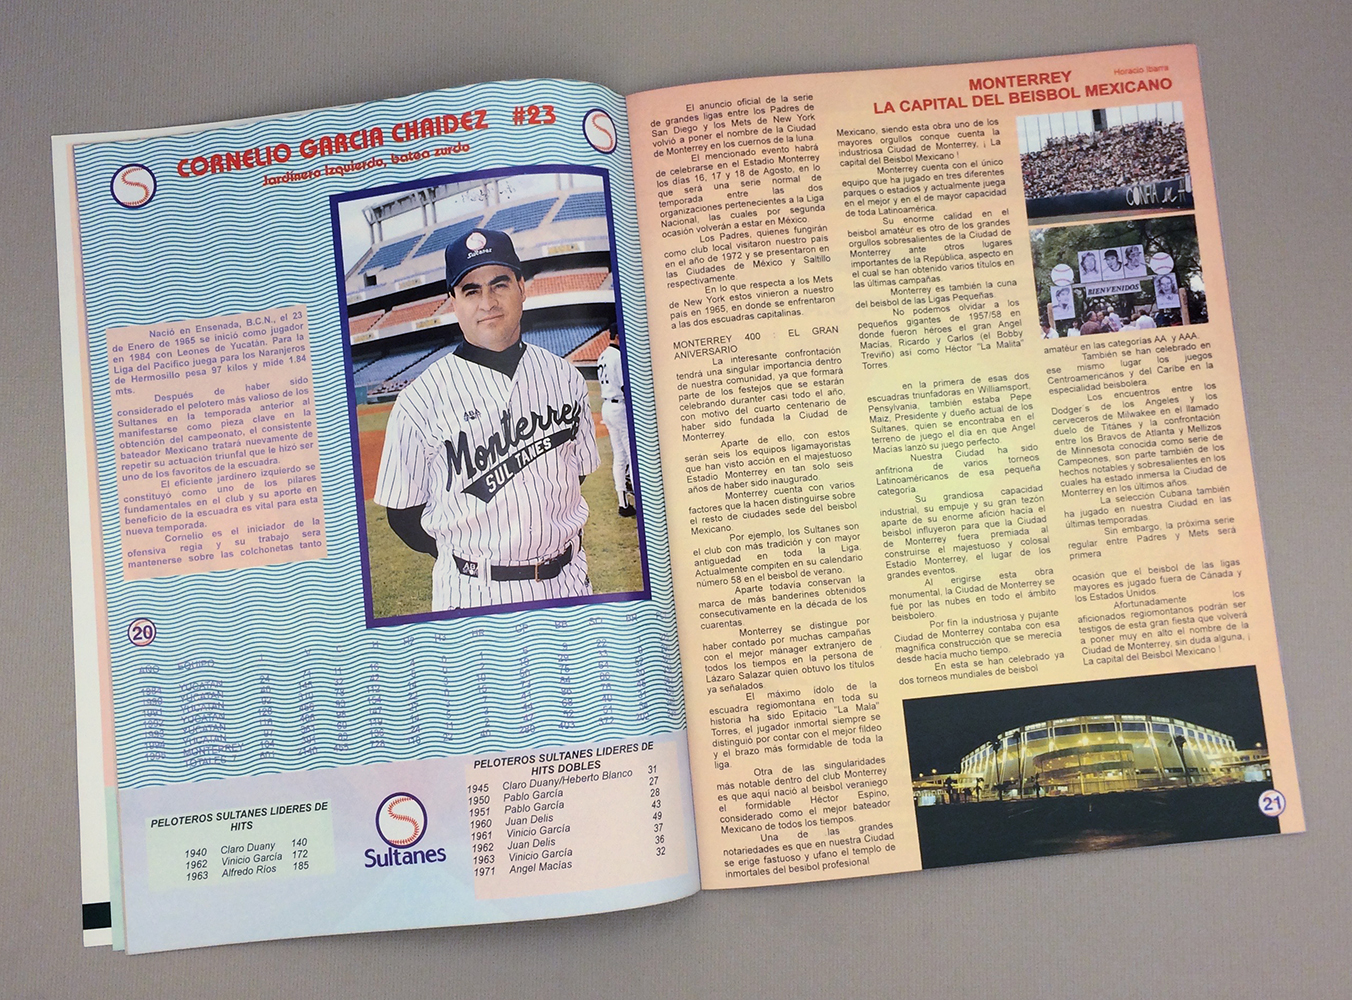 CORNELIO GARCIA CHAIDEZ #23
Jardinero Izquierdo, batea zurdo
Sultanes
ABA
Monterrey
SULTANES
ABA
Nació en Ensenada, B.C.N., el 23
de Enero de 1965 se inició como jugador
en 1984 con Leones de Yucatán. Para la
Liga del Pacifico juega para los Naranjeros
de Hermosillo pesa 97 kilos y mide 1.84
mts.
Después de haber sido
considerado el pelotero más valioso de los
Sultanes en la temporada anterior al
manifestarse como pieza clave en la
obtención del campeonato, el consistente
bateador Mexicano tratará nuevamente de
repetir su actuación triunfal que le hizo ser
uno de los favoritos de la escuadra.
El eficiente jardinero izquierdo se
constituyó como uno de los pilares
fundamentales en el club y su aporte en
beneficio de la escuadra es vital para esta
nueva temporada.
Cornelio es el iniciador de la
ofensiva regia y su trabajo será
mantenerse sobre las colchonetas tanto
20
AÑO EQUIPO
YUCATAN
YUCATAN
YUCATAN
YUCATAN
MONTERREY
PELOTEROS SULTANES LIDERES DE
HITS
1940 Claro Duany 140
1962 Vinicio García 172
1963 Alfredo Ríos 185
Sultanes
PELOTEROS SULTANES LIDERES DE
HITS DOBLES
1945 Claro Duany/Heberto Blanco 31
1950 Pablo García 27
1951 Pablo García 28
1960 Juan Delis 43
1961 Vinicio García 49
1962 Juan Delis 37
1963 Vinicio García 36
1971 Angel Macías 32
Horacio Ibarra
MONTERREY
LA CAPITAL DEL BEISBOL MEXICANO
El anuncio oficial de la serie
de grandes ligas entre los Padres de
San Diego y los Mets de New York
volvió a poner el nombre de la Ciudad
de Monterrey en los cuernos de la luna.
El mencionado evento habrá
de celebrarse en el Estadio Monterrey
los días 16, 17 y 18 de Agosto, en lo
que será una serie normal de
temporada entre las dos
organizaciones pertenecientes a la Liga
Nacional, las cuales por segunda
ocasión volverán a estar en México.
Los Padres, quienes fungirán
como club local visitaron nuestro país
en el año de 1972 y se presentaron en
las Ciudades de México y Saltillo
respectivamente.
En lo que respecta a los Mets
de New York estos vinieron a nuestro
país en 1965, en donde se enfrentaron
a las dos escuadras capitalinas.
MONTERREY 400 : EL GRAN
ANIVERSARIO
La interesante confrontación
tendrá una singular importancia dentro
de nuestra comunidad, ya que formará
parte de los festejos que se estarán
celebrando durante casi todo el año,
con motivo del cuarto centenario de
haber sido fundada la Ciudad de
Monterrey
Aparte de ello, con estos
serán seis los equipos ligamayoristas
que han visto acción en el majestuoso
Estadio Monterrey en tan solo seis
años de haber sido inaugurado.
Monterrey cuenta con varios
factores que la hacen distinguirse sobre
el resto de ciudades sede del beisbol
Mexicano.
Por ejemplo, los Sultanes son
el club con más tradición y con mayor
antiguedad en toda la Liga.
Actualmente compiten en su calendario
número 58 en el beisbol de verano.
Aparte todavía conservan la
marca de más banderines obtenidos
consecutivamente en la década de los
cuarentas.
Monterrey se distingue por
haber contado por muchas campañas
con el mejor mánager extranjero de
todos los tiempos en la persona de
Lázaro Salazar quien obtuvo los títulos
ya señalados.
El máximo ídolo de la
escuadra regiomontana en toda su
historia ha sido Epitacio "La Mala"
Torres, el jugador inmortal siempre se
distinguió por contar con el mejor fildeo
y el brazo más formidable de toda la
liga.
Otra de las singularidades
más notable dentro del club Monterrey
es que aquí nació al beisbol veraniego
el formidable Héctor Espino,
considerado como el mejor bateador
Mexicano de todos los tiempos.
Una de las grandes
notariedades es que en nuestra Ciudad
se erige fastuoso y ufano el templo de
inmortales del besibol profesional
Mexicano, siendo esta obra uno de los
mayores orgullos conque cuenta la
industriosa Ciudad de Monterrey, ¡ La
capital del Beisbol Mexicano !
Monterrey cuenta con el único
equipo que ha jugado en tres diferentes
parques o estadios y actualmente juega
en el mejor y en el de mayor capacidad
de toda Latinoamérica.
Su enorme calidad en el
beisbol amatéur es otro de los grandes
orgullos sobresalientes de la Ciudad de
Monterrey ante otros lugares
importantes de la República, aspecto en
el cual se han obtenido varios títulos en
las últimas campañas.
Monterrey es también la cuna
del beisbol de las Ligas Pequeñas.
No podemos olvidar a los
pequeños gigantes de 1957/58 en
donde fueron héroes el gran Angel
Macías, Ricardo y Carlos (el Bobby
Treviño) así como Héctor "La Malita"
Torres
en la primera de esas dos
escuadras triunfadoras en Williamsport,
Pensylvania, también estaba Pepe
Maiz, Presidente y dueño actual de los
Sultanes, quien se encontraba en el
terreno de juego el día en que Angel
Macías lanzó su juego perfecto.
Nuestra Ciudad ha sido
anfitriona de varios torneos
Latinoaméricanos de esa pequeña
categoría.
Su grandiosa capacidad
industrial, su empuje y su gran tezón
aparte de su enorme afición hacia el
beisbol influyeron para que la Ciudad
de Monterrey fuera premiada al
construirse el majestuoso y colosal
Estadio Monterrey, el lugar de los
grandes eventos.
Al erigirse esta obra
monumental, la Ciudad de Monterrey se
fué por las nubes en todo el ámbito
beisbolero.
Por fín la industriosa y pujante
Ciudad de Monterrey contaba con esa
magnífica construcción que se merecía
desde hacía mucho tiempo.
En esta se han celebrado ya
dos torneos mundiales de beisbol
BIENVENIDOS
amatéur en las categorías AA y AAA.
También se han celebrado en
ese mismo lugar los juegos
Centroamericanos y del Caribe en la
especialidad beisbolera.
Los encuentros entre los
Dodger´s de los Angeles y los
cerveceros de Milwakee en el llamado
duelo de Titánes y la confrontación
entre los Bravos de Atlanta y Mellizos
de Minnesota conocida como serie de
Campeones, son parte también de los
hechos notables y sobresalientes en los
cuales ha estado inmersa la Ciudad de
Monterrey en los últimos años
La selección Cubana también
ha jugado en nuestra Ciudad en las
últimas temporadas.
Sin embargo, la próxima serie
regular entre Padres y Mets será
primera
ocasión que el beisbol de las ligas
mayores es jugado fuera de Cánada y
los Estados Unidos.
Afortunadamente los
aficionados regiomontanos podrán ser
testigos de esta gran fiesta que volverá
a poner muy en alto el nombre de la
Ciudad de Monterrey, sin duda alguna, ¡
La capital del Beisbol Mexicano !
21